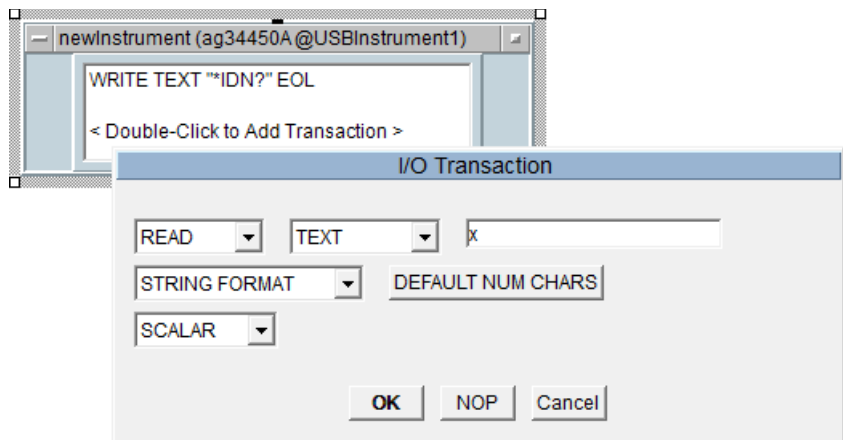 newInstrument (ag34450A@USBInstrument1)
WRITE TEXT "*IDN?" EOL
< Double-Click to Add Transaction >
I/O Transaction
READ TEXT x
STRING FORMAT DEFAULT NUM CHARS
SCALAR
OK NOP Cancel